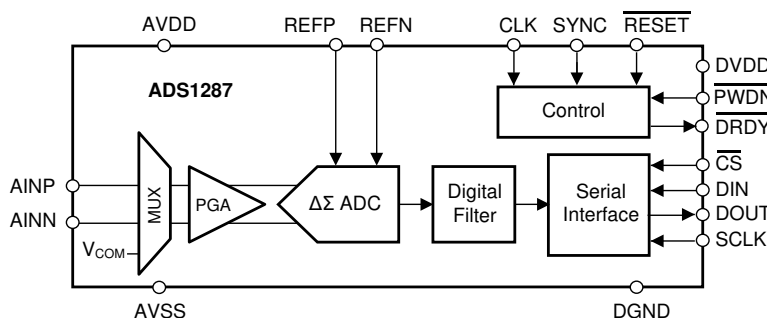 AVDD REFP REFN CLK SYNC RESET
DVDD
ADS1287
PWDN
Control
DRDY
CS
AINP
MUX
PGA
ΔΣ ADC
Digital
Filter
Serial
Interface
DIN
AINN
DOUT
VCOM
SCLK
AVSS DGND